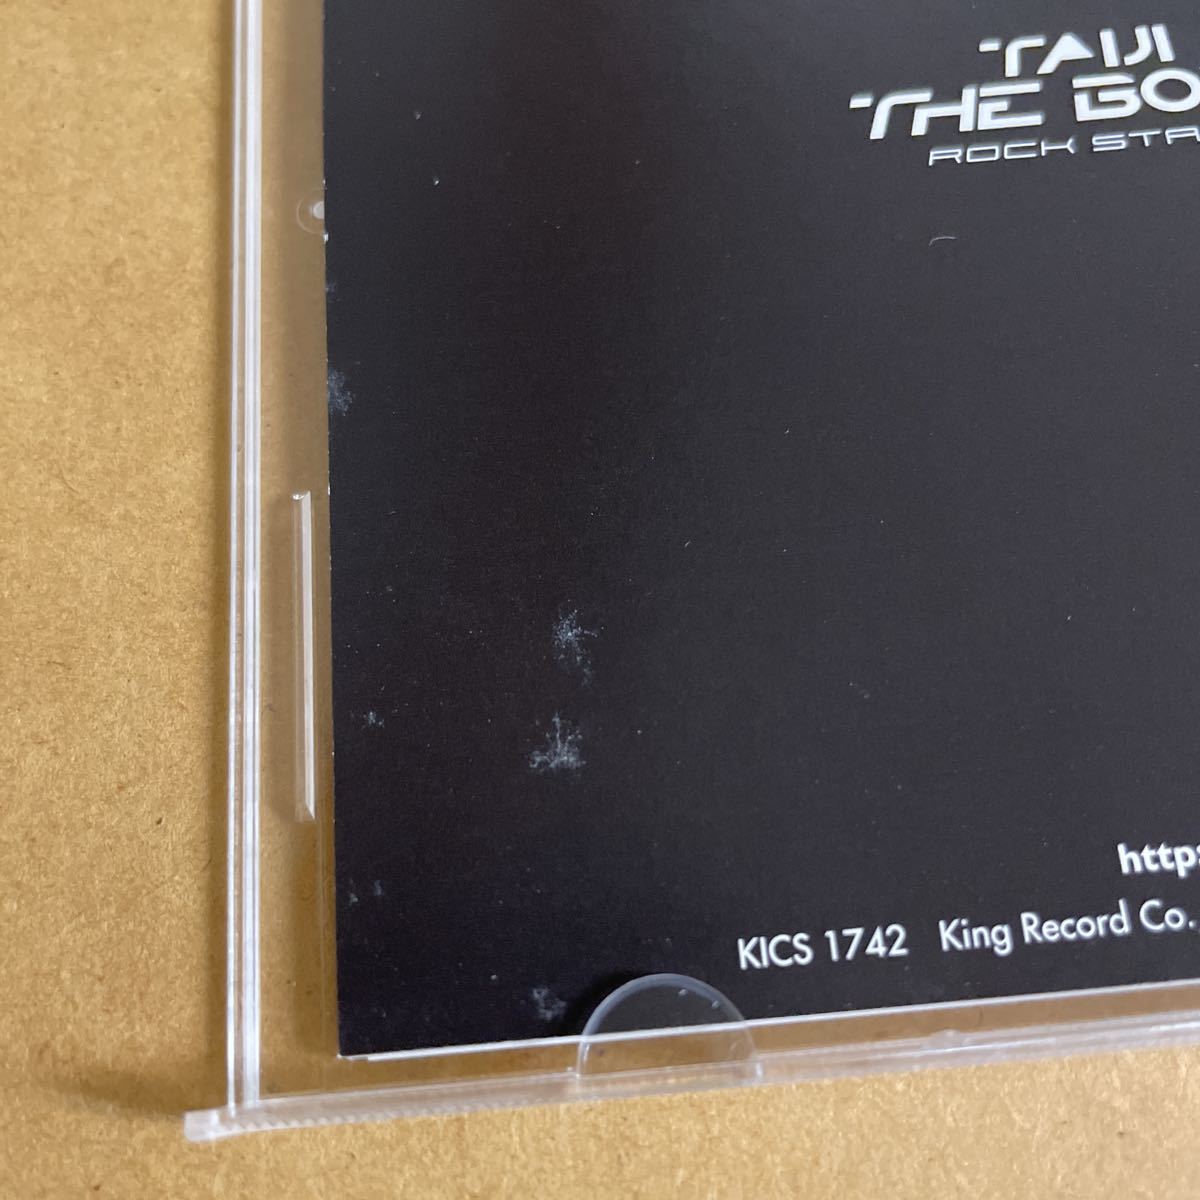 TAIJI
THE BO
ROCK STA
http:
KICS 1742 King Record Co.